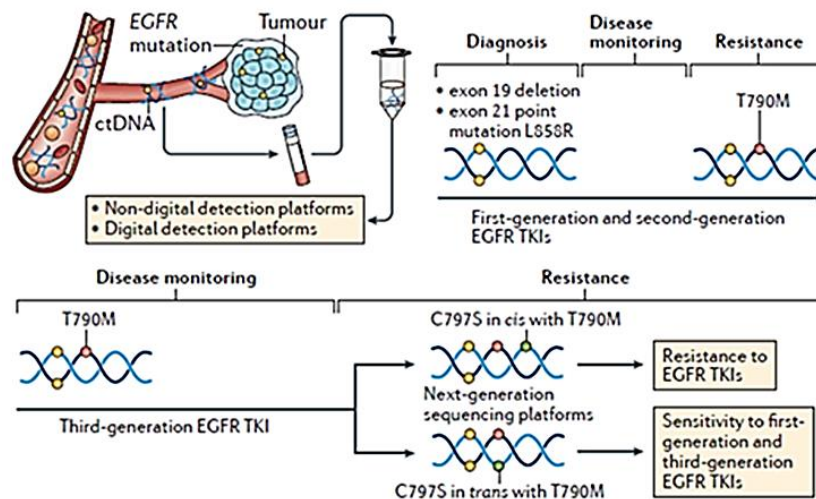 EGFR
mutation
Tumour
ctDNA
• Non-digital detection platforms
• Digital detection platforms
Diagnosis
Disease
monitoring
Resistance
• exon 19 deletion
• exon 21 point
mutation L858R
T790M
First-generation and second-generation
EGFR TKIs
Disease monitoring
Resistance
T790M
Third-generation EGFR TKI
C797S in cis with T790M
Resistance to
EGFR TKIs
Next-generation
sequencing platforms
C797S in trans with T790M
Sensitivity to first-
generation and
third-generation
EGFR TKIs